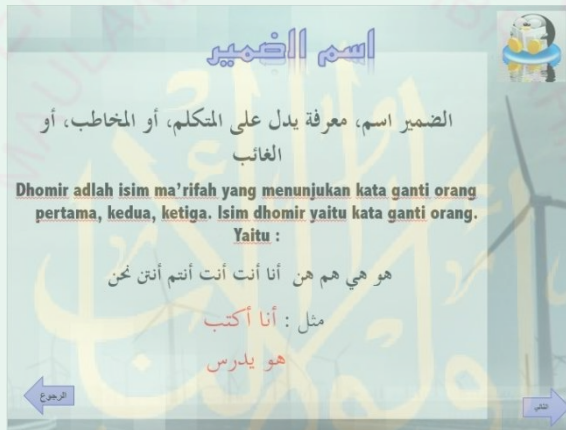 اسم الضمير
الضمير اسم، معرفة يدل على المتكلم، أو المخاطب، أو
الغائب
Dhomir adlah isim ma'rifah yang menunjukan kata ganti orang
pertama, kedua, ketiga. Isim dhomir yaitu kata ganti orang.
Yaitu :
هو هي هم هن أنا أنت أنت أنتم أنتن نحن
مثل : أنا أكتب
هو يدرس
الرجوع
التالي